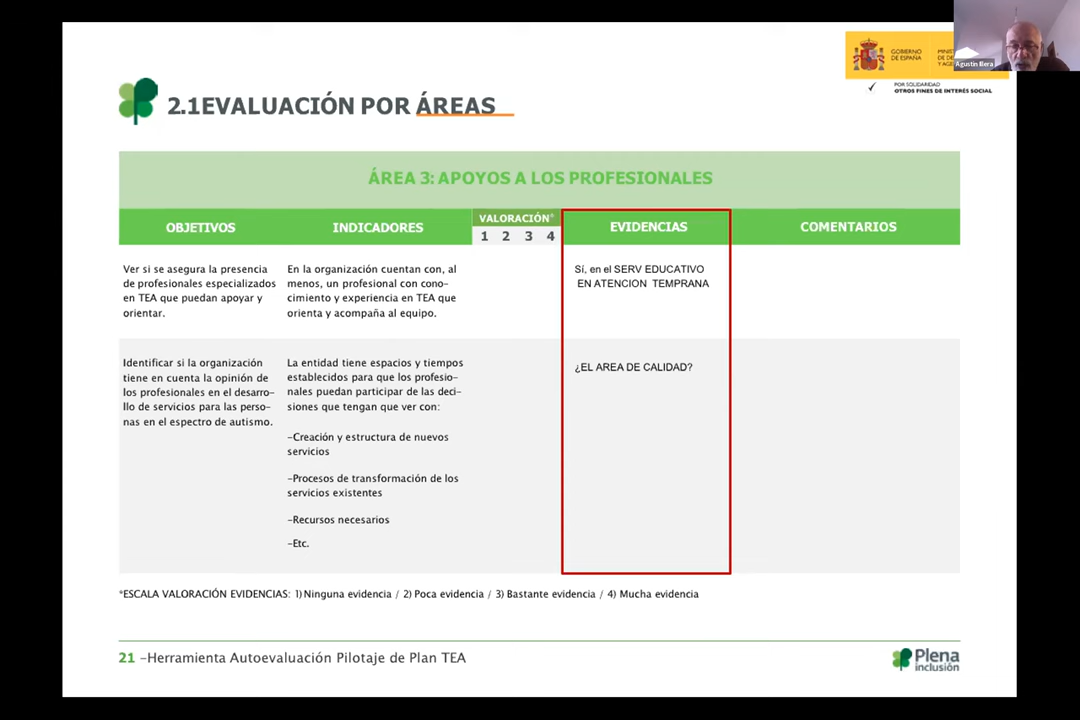 GOBIERNO
DE ESPAÑA
Agustin Illera
POR SOLIDARIDAD
OTROS FINES DE INTERÉS SOCIAL
2.1EVALUACIÓN POR ÁREAS
ÁREA 3: APOYOS A LOS PROFESIONALES
OBJETIVOS
INDICADORES
VALORACIÓN*
1 2 3 4
EVIDENCIAS
COMENTARIOS
Ver si se asegura la presencia
de profesionales especializados
en TEA que puedan apoyar y
orientar.
En la organización cuentan con, al
menos, un profesional con cono-
cimiento y experiencia en TEA que
orienta y acompaña al equipo.
Sí, en el SERV EDUCATIVO
EN ATENCION TEMPRANA
Identificar si la organización
tiene en cuenta la opinión de
los profesionales en el desarro-
llo de servicios para las perso-
nas en el espectro de autismo.
La entidad tiene espacios y tiempos
establecidos para que los profesio-
nales puedan participar de las deci-
siones que tengan que ver con:
-Creación y estructura de nuevos
servicios
-Procesos de transformación de los
servicios existentes
-Recursos necesarios
-Etc.
¿EL AREA DE CALIDAD?
*ESCALA VALORACIÓN EVIDENCIAS: 1) Ninguna evidencia / 2) Poca evidencia / 3) Bastante evidencia / 4) Mucha evidencia
21 -Herramienta Autoevaluación Pilotaje de Plan TEA
Plena
inclusión